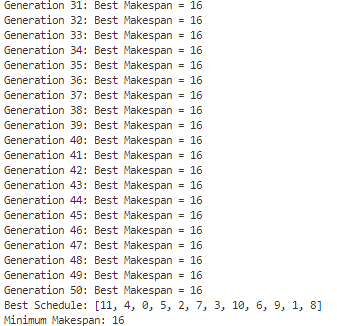 Generation 31: Best Makespan = 16
Generation 32: Best Makespan = 16
Generation 33: Best Makespan = 16
Generation 34: Best Makespan = 16
Generation 35: Best Makespan = 16
Generation 36: Best Makespan = 16
Generation 37: Best Makespan = 16
Generation 38: Best Makespan = 16
Generation 39: Best Makespan = 16
Generation 40: Best Makespan = 16
Generation 41: Best Makespan = 16
Generation 42: Best Makespan = 16
Generation 43: Best Makespan = 16
Generation 44: Best Makespan = 16
Generation 45: Best Makespan = 16
Generation 46: Best Makespan = 16
Generation 47: Best Makespan = 16
Generation 48: Best Makespan = 16
Generation 49: Best Makespan = 16
Generation 50: Best Makespan = 16
Best Schedule: [11, 4, 0, 5, 2, 7, 3, 10, 6, 9, 1, 8]
Minimum Makespan: 16